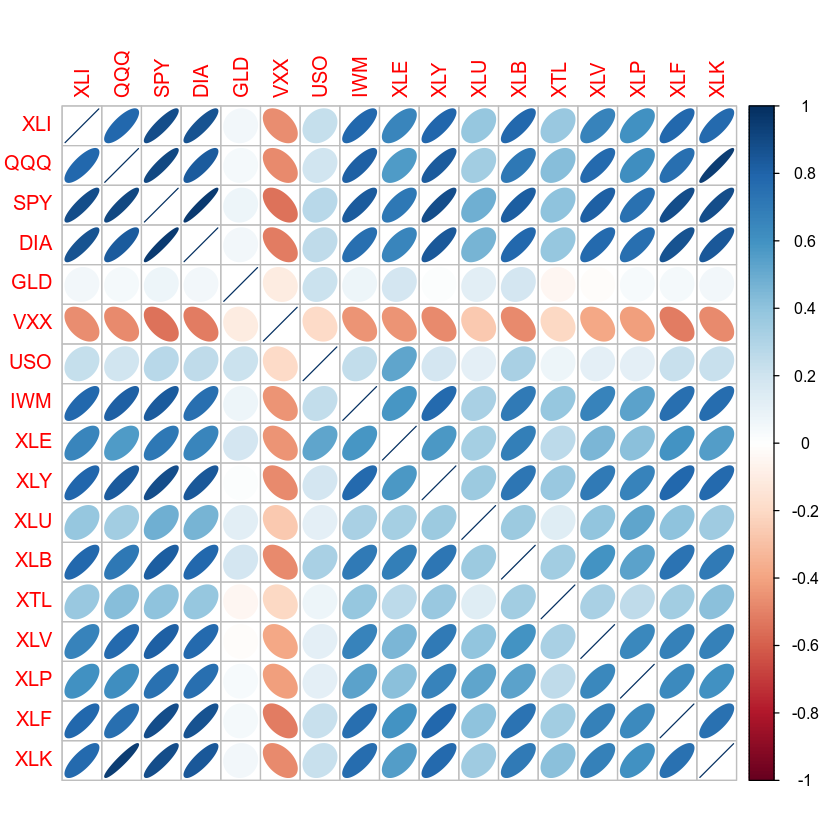 XLI QQQ SPY DIA GLD VXX USO IWM XLE XLY XLU XLB XTL XLV XLP XLF XLK
XLI
QQQ
SPY
DIA
GLD
VXX
USO
IWM
XLE
XLY
XLU
XLB
XTL
XLV
XLP
XLF
XLK
1
0.8
0.6
0.4
0.2
0
-0.2
-0.4
-0.6
-0.8
-1